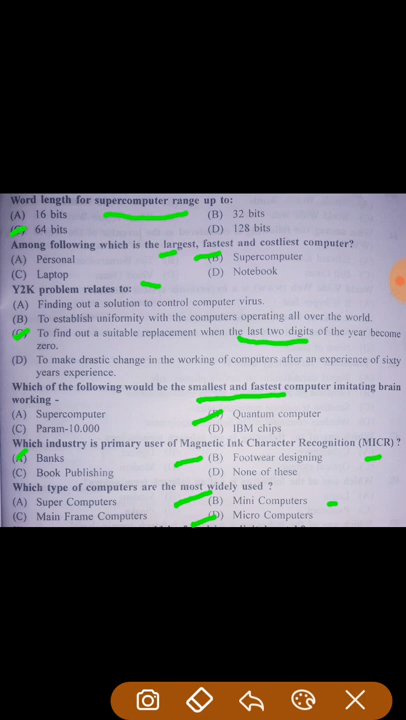 Word length for supercomputer range up to:
(A) 16 bits (B) 32 bits
(C) 64 bits (D) 128 bits
Among following which is the largest, fastest and costliest computer?
(A) Personal (B) Supercomputer
(C) Laptop (D) Notebook
Y2K problem relates to:
(A) Finding out a solution to control computer virus.
(B) To establish uniformity with the computers operating all over the world.
(C) To find out a suitable replacement when the last two digits of the year become
zero.
(D) To make drastic change in the working of computers after an experience of sixty
years experience.
Which of the following would be the smallest and fastest computer imitating brain
working -
(A) Supercomputer (B) Quantum computer
(C) Param-10.000 (D) IBM chips
Which industry is primary user of Magnetic Ink Character Recognition (MICR) ?
(A) Banks (B) Footwear designing
(C) Book Publishing (D) None of these
Which type of computers are the most widely used ?
(A) Super Computers (B) Mini Computers
(C) Main Frame Computers (D) Micro Computers